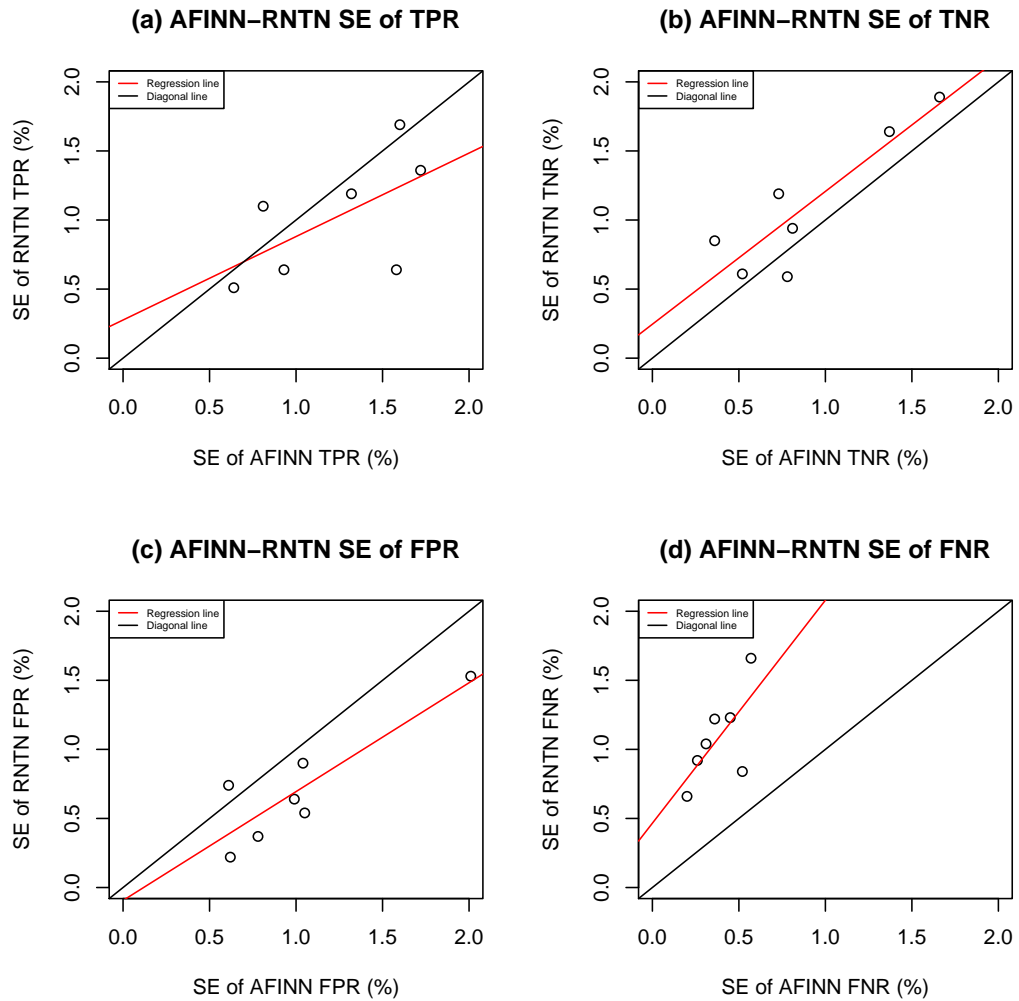 (a) AFINN−RNTN SE of TPR
Regression line
Diagonal line
SE of RNTN TPR (%)
2.0
1.5
1.0
0.5
0.0
0.0 0.5 1.0 1.5 2.0
SE of AFINN TPR (%)
(b) AFINN−RNTN SE of TNR
Regression line
Diagonal line
SE of RNTN TNR (%)
2.0
1.5
1.0
0.5
0.0
0.0 0.5 1.0 1.5 2.0
SE of AFINN TNR (%)
(c) AFINN−RNTN SE of FPR
Regression line
Diagonal line
SE of RNTN FPR (%)
2.0
1.5
1.0
0.5
0.0
0.0 0.5 1.0 1.5 2.0
SE of AFINN FPR (%)
(d) AFINN−RNTN SE of FNR
Regression line
Diagonal line
SE of RNTN FNR (%)
2.0
1.5
1.0
0.5
0.0
0.0 0.5 1.0 1.5 2.0
SE of AFINN FNR (%)